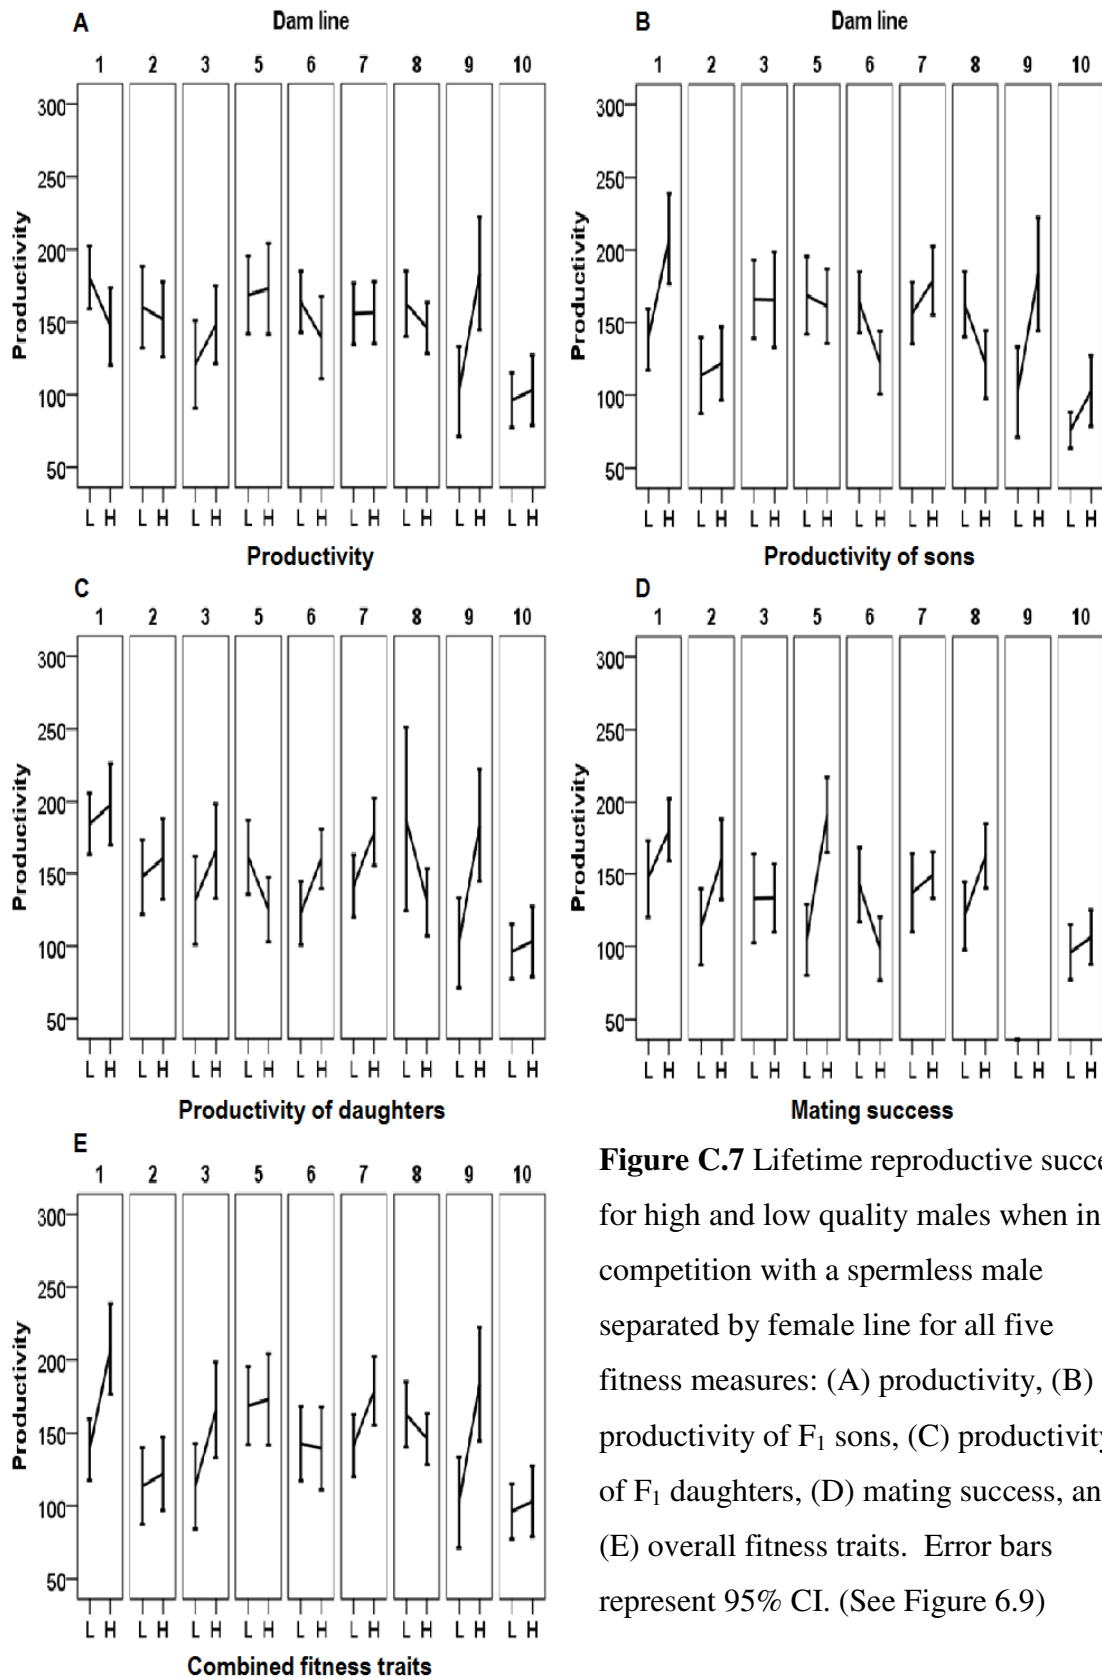 A Dam line
1 2 3 5 6 7 8 9 10
300
250
200
150
100
50
Productivity
L H L H L H L H L H L H L H L H L H
Productivity
B Dam line
1 2 3 5 6 7 8 9 10
300
250
200
150
100
50
Productivity
L H L H L H L H L H L H L H L H L H
Productivity of sons
C
1 2 3 5 6 7 8 9 10
300
250
200
150
100
50
Productivity
L H L H L H L H L H L H L H L H L H
Productivity of daughters
D
1 2 3 5 6 7 8 9 10
300
250
200
150
100
50
Productivity
L H L H L H L H L H L H L H L H L H
Mating success
E
1 2 3 5 6 7 8 9 10
300
250
200
150
100
50
Productivity
L H L H L H L H L H L H L H L H L H
Combined fitness traits
Figure C.7 Lifetime reproductive succe
for high and low quality males when in
competition with a spermless male
separated by female line for all five
fitness measures: (A) productivity, (B)
productivity of F₁ sons, (C) productivity
of F₁ daughters, (D) mating success, an
(E) overall fitness traits. Error bars
represent 95% CI. (See Figure 6.9)